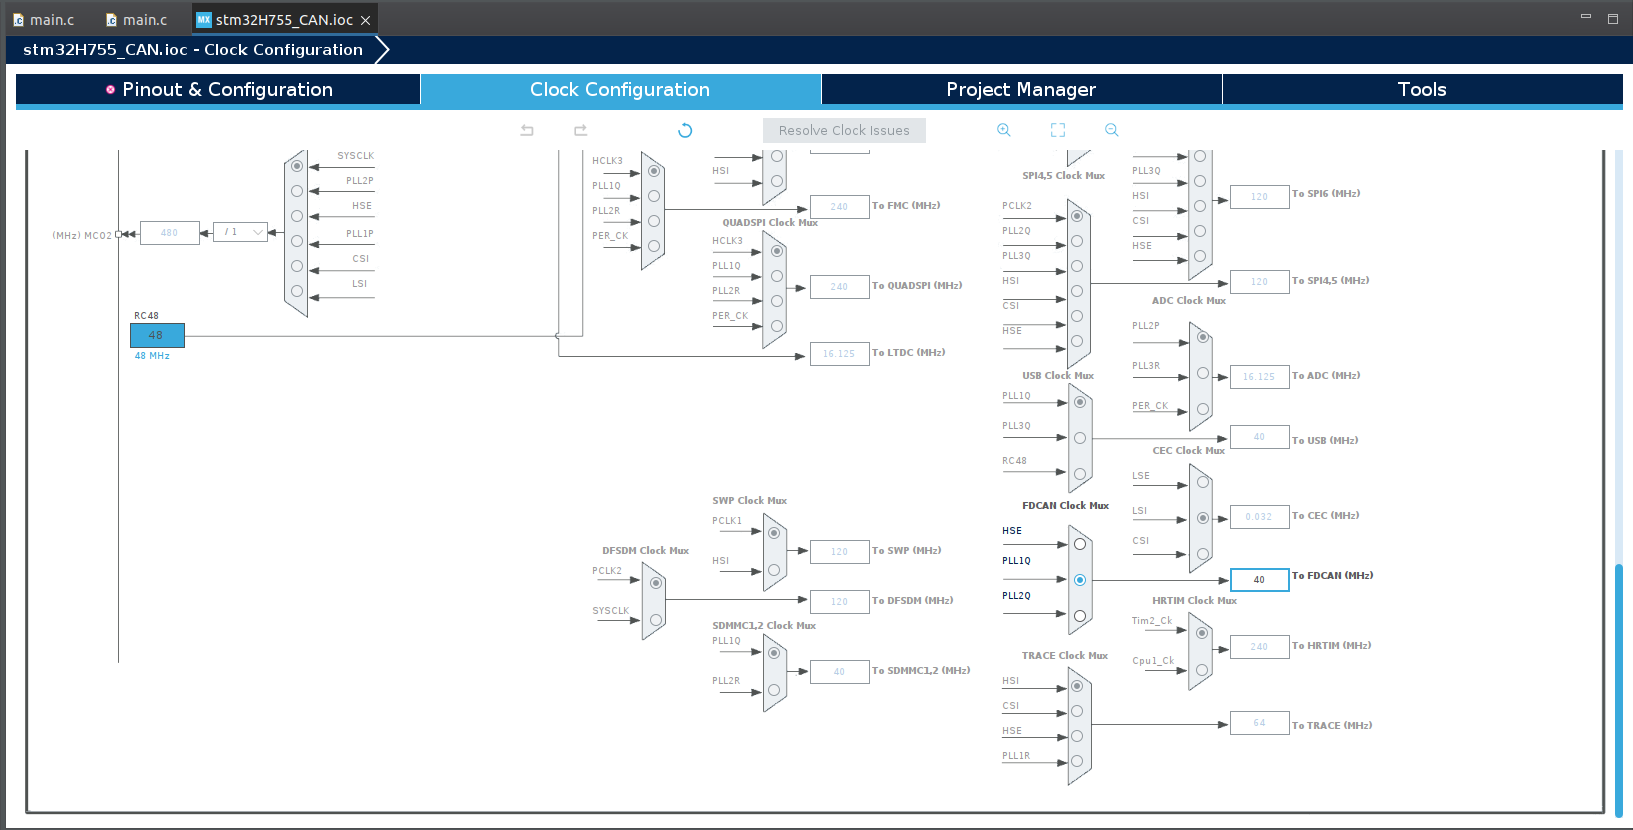 main.c
main.c
MX stm32H755_CAN.ioc
stm32H755_CAN.ioc - Clock Configuration
Pinout & Configuration
Clock Configuration
Project Manager
Tools
Resolve Clock Issues
SYSCLK
PLL2P
HSE
PLL1P
CSI
LSI
(MHz) MCO2
480
/ 1
RC48
48
48 MHz
HCLK3
PLL1Q
PLL2R
PER_CK
HSI
240
To FMC (MHz)
QUADSPI Clock Mux
HCLK3
PLL1Q
PLL2R
PER_CK
240
To QUADSPI (MHz)
16.125
To LTDC (MHz)
SWP Clock Mux
PCLK1
HSI
120
To SWP (MHz)
DFSDM Clock Mux
PCLK2
SYSCLK
120
To DFSDM (MHz)
SDMMC1,2 Clock Mux
PLL1Q
PLL2R
40
To SDMMC1,2 (MHz)
SPI4,5 Clock Mux
PCLK2
PLL2Q
PLL3Q
HSI
CSI
HSE
120
To SPI4,5 (MHz)
PLL3Q
HSI
CSI
HSE
120
To SPI6 (MHz)
ADC Clock Mux
PLL2P
PLL3R
PER_CK
16.125
To ADC (MHz)
USB Clock Mux
PLL1Q
PLL3Q
RC48
40
To USB (MHz)
CEC Clock Mux
LSE
LSI
CSI
0.032
To CEC (MHz)
FDCAN Clock Mux
HSE
PLL1Q
PLL2Q
40
To FDCAN (MHz)
HRTIM Clock Mux
Tim2_Ck
Cpu1_Ck
240
To HRTIM (MHz)
TRACE Clock Mux
HSI
CSI
HSE
PLL1R
64
To TRACE (MHz)